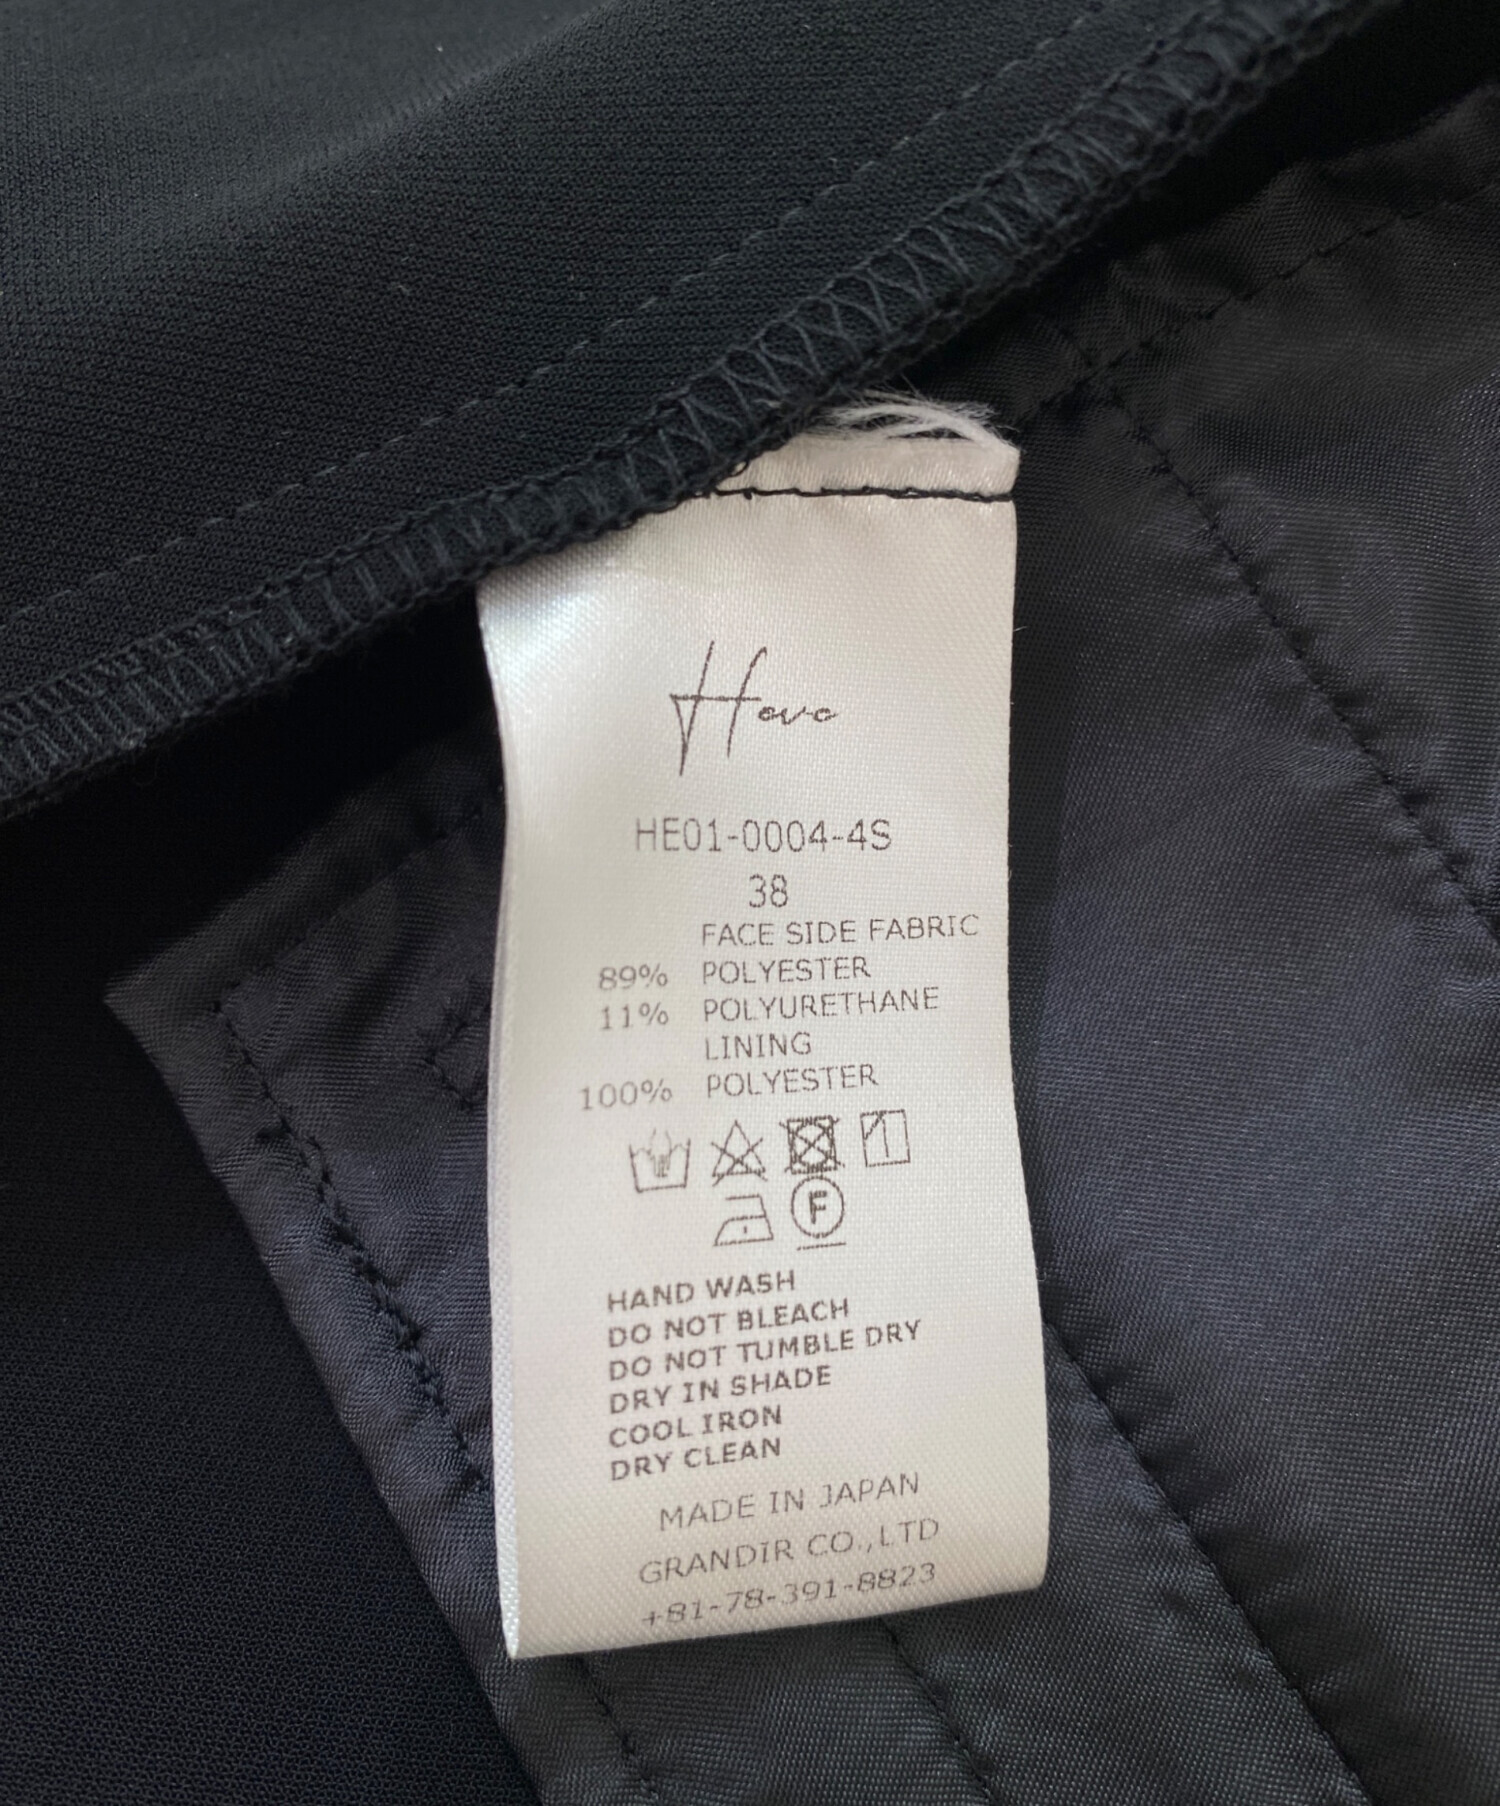 Hevo
HE01-0004-4S
38
FACE SIDE FABRIC
89% POLYESTER
11% POLYURETHANE
LINING
100% POLYESTER
F
HAND WASH
DO NOT BLEACH
DO NOT TUMBLE DRY
DRY IN SHADE
COOL IRON
DRY CLEAN
MADE IN JAPAN
GRANDIR CO.,LTD
+81-78-391-8823